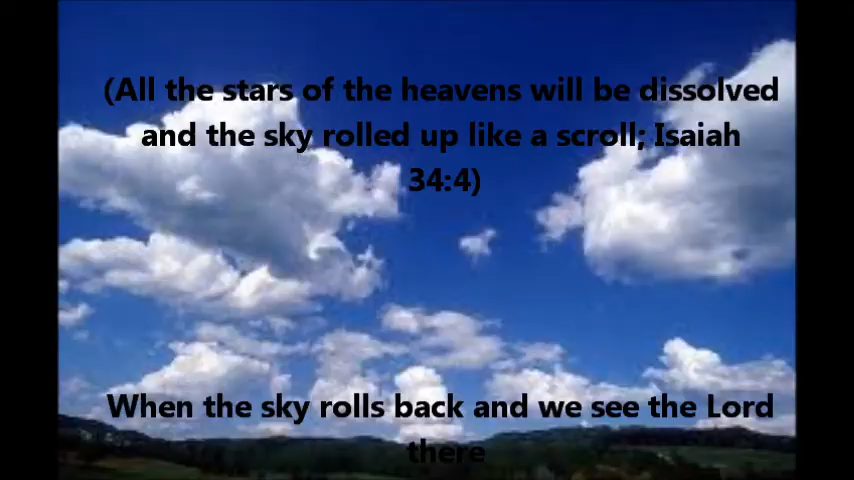 (All the stars of the heavens will be dissolved
and the sky rolled up like a scroll; Isaiah
34:4)
When the sky rolls back and we see the Lord
there